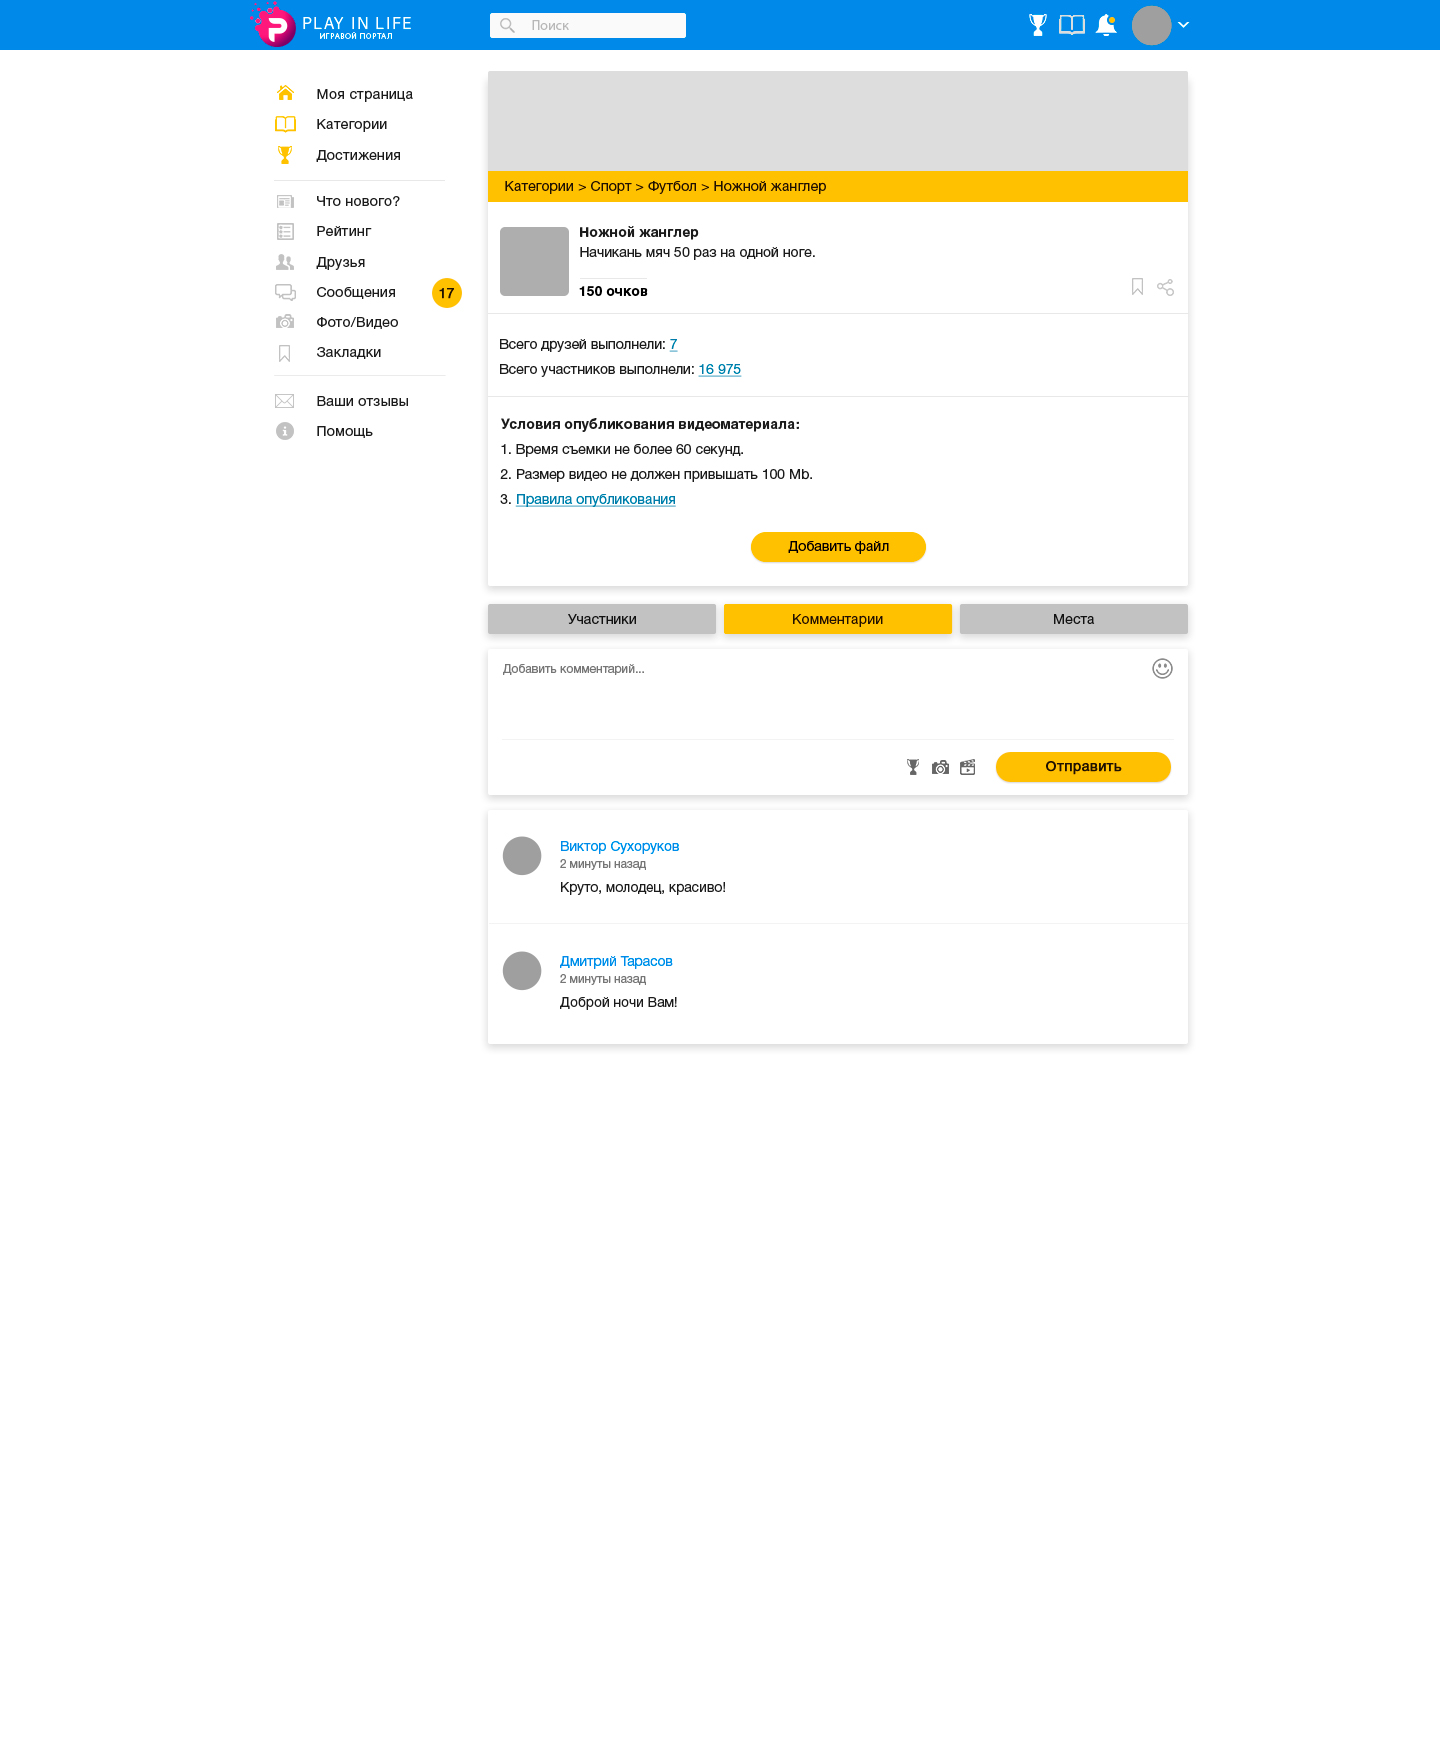 PLAY IN LIFE
ИГРАВОЙ ПОРТАЛ
Поиск
Моя страница
Категории
Достижения
Что нового?
Рейтинг
Друзья
Сообщения
17
Фото/Видео
Закладки
Ваши отзывы
Помощь
Категории > Спорт > Футбол > Ножной жанглер
Ножной жанглер
Начикань мяч 50 раз на одной ноге.
150 очков
Всего друзей выполнели: 7
Всего участников выполнели: 16 975
Условия опубликования видеоматериала:
1. Время съемки не более 60 секунд.
2. Размер видео не должен привышать 100 Mb.
3. Правила опубликования
Добавить файл
Участники
Комментарии
Места
Добавить комментарий...
Отправить
Виктор Сухоруков
2 минуты назад
Круто, молодец, красиво!
Дмитрий Тарасов
2 минуты назад
Доброй ночи Вам!